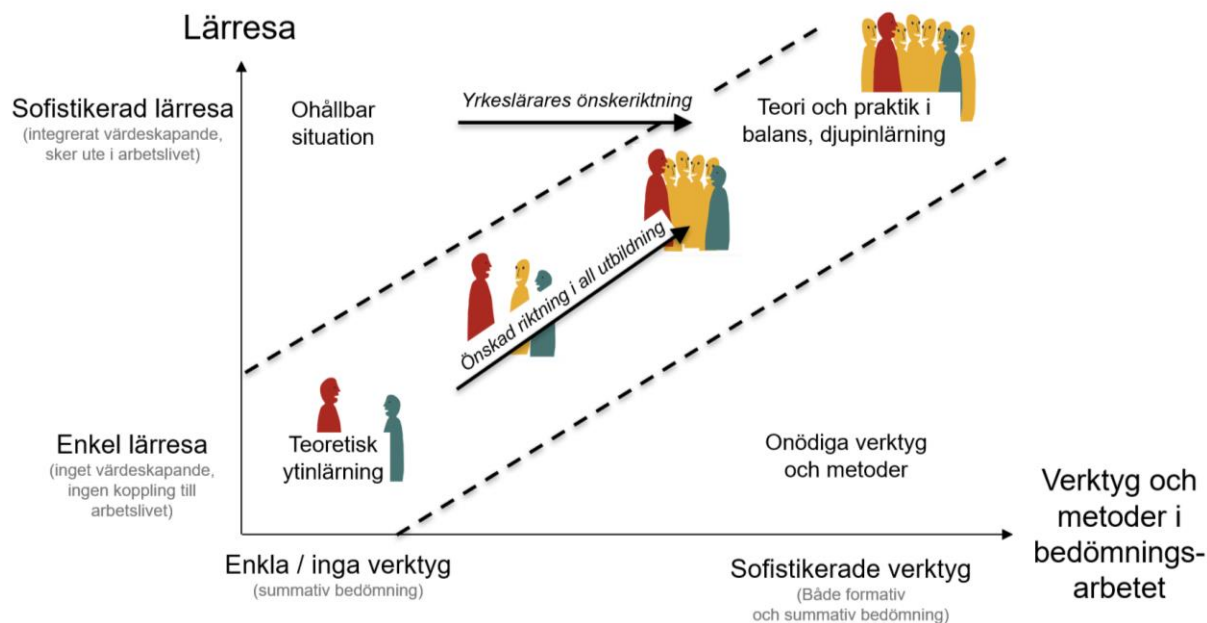 Lärresa
Sofistikerad lärresa
(integrerat värdeskapande,
sker ute i arbetslivet)
Ohållbar
situation
Yrkeslärares önskeriktning
Teori och praktik i
balans, djupinlärning
Önskad riktning i all utbildning
Enkel lärresa
(inget värdeskapande,
ingen koppling till
arbetslivet)
Teoretisk
ytinlärning
Onödiga verktyg
och metoder
Enkla / inga verktyg
(summativ bedömning)
Sofistikerade verktyg
(Både formativ
och summativ bedömning)
Verktyg och
metoder i
bedömnings-
arbetet